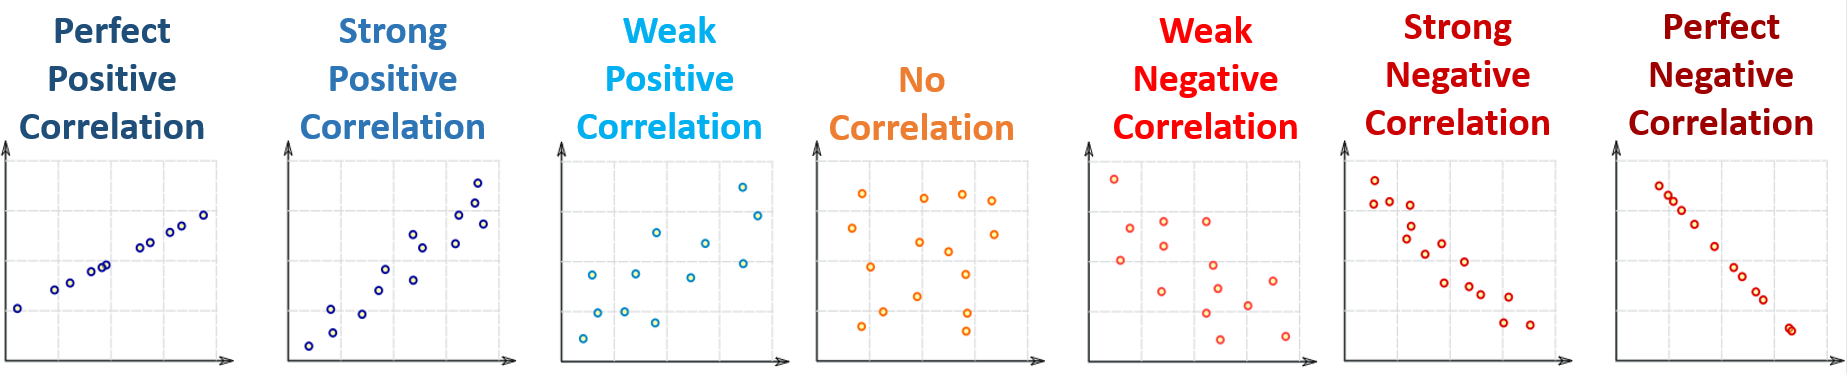 Perfect
Positive
Correlation
Strong
Positive
Correlation
Weak
Positive
Correlation
No
Correlation
Weak
Negative
Correlation
Strong
Negative
Correlation
Perfect
Negative
Correlation